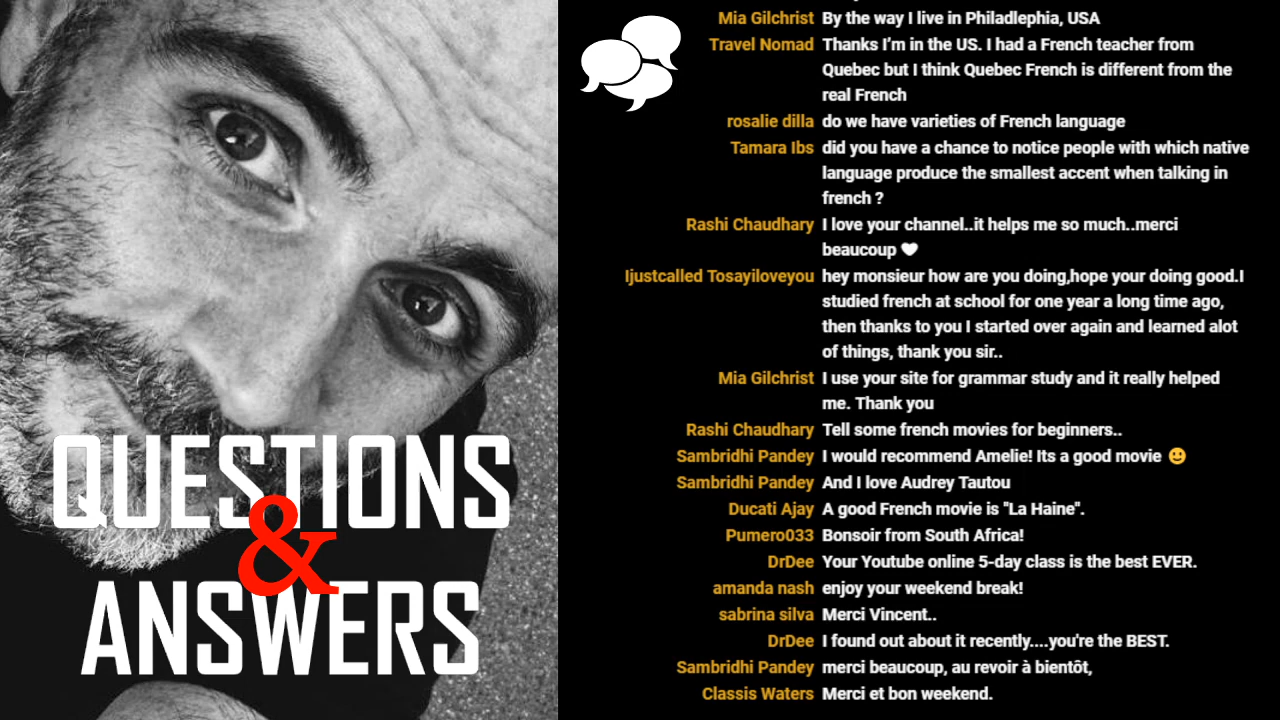 QUESTIONS
&
ANSWERS
Mia Gilchrist By the way I live in Philadlephia, USA
Travel Nomad Thanks I'm in the US. I had a French teacher from
Quebec but I think Quebec French is different from the
real French
rosalie dilla do we have varieties of French language
Tamara Ibs did you have a chance to notice people with which native
language produce the smallest accent when talking in
french ?
Rashi Chaudhary I love your channel..it helps me so much..merci
beaucoup 🤍
Ijustcalled Tosayiloveyou hey monsieur how are you doing,hope your doing good.I
studied french at school for one year a long time ago,
then thanks to you I started over again and learned alot
of things, thank you sir..
Mia Gilchrist I use your site for grammar study and it really helped
me. Thank you
Rashi Chaudhary Tell some french movies for beginners..
Sambridhi Pandey I would recommend Amelie! Its a good movie 🙂
Sambridhi Pandey And I love Audrey Tautou
Ducati Ajay A good French movie is "La Haine".
Pumero033 Bonsoir from South Africa!
DrDee Your Youtube online 5-day class is the best EVER.
amanda nash enjoy your weekend break!
sabrina silva Merci Vincent..
DrDee I found out about it recently....you're the BEST.
Sambridhi Pandey merci beaucoup, au revoir à bientôt,
Classis Waters Merci et bon weekend.